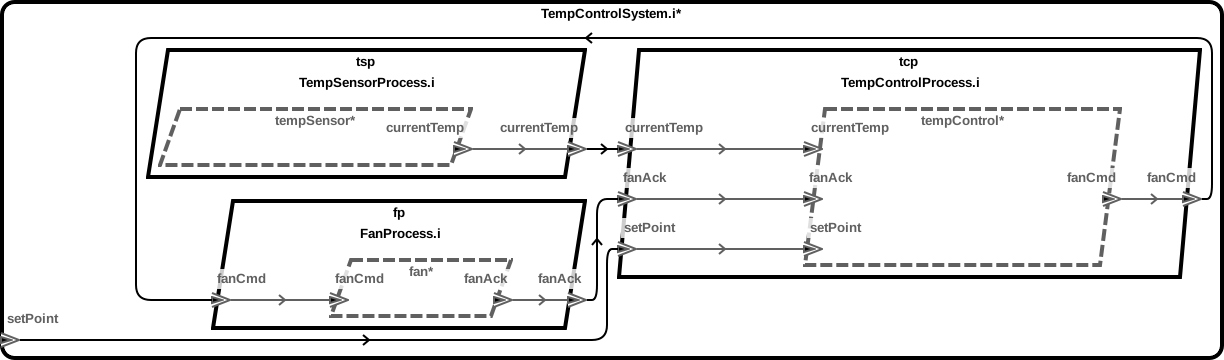 TempControlSystem.i*
tsp
TempSensorProcess.i
tempSensor*
currentTemp
currentTemp
tcp
TempControlProcess.i
currentTemp
currentTemp
tempControl*
fanAck
fanAck
fanCmd
fanCmd
setPoint
setPoint
fp
FanProcess.i
fanCmd
fanCmd
fan*
fanAck
fanAck
setPoint